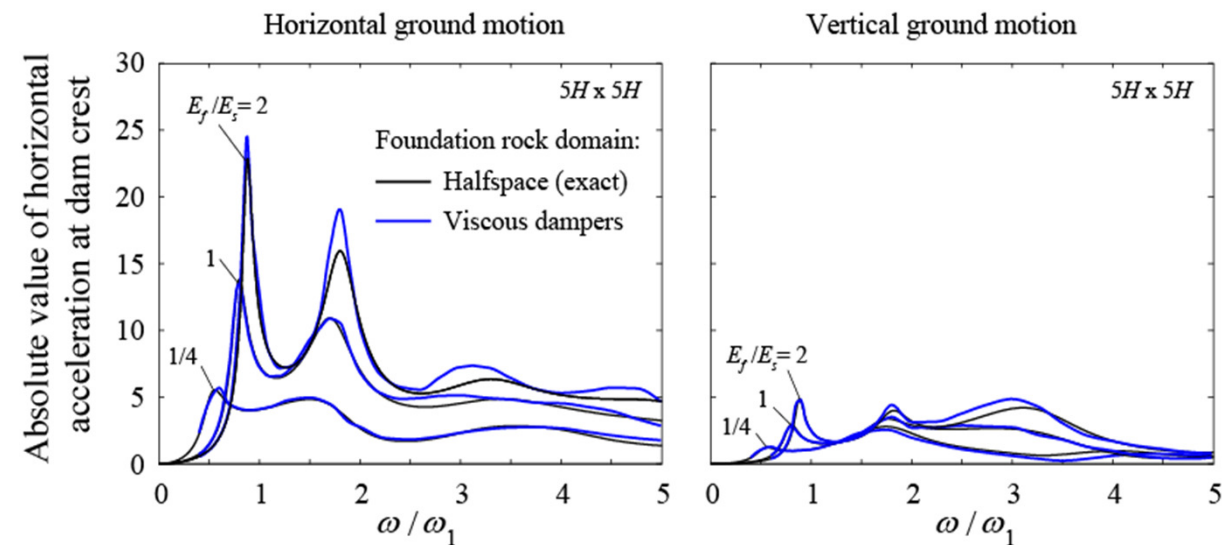 Horizontal ground motion
Vertical ground motion
Absolute value of horizontal
acceleration at dam crest
30
25
20
15
10
5
0
5H x 5H
E_f /E_s = 2
1
1/4
Foundation rock domain:
Halfspace (exact)
Viscous dampers
0 1 2 3 4 5
ω / ω₁
5H x 5H
E_f /E_s = 2
1
1/4
0 1 2 3 4 5
ω / ω₁